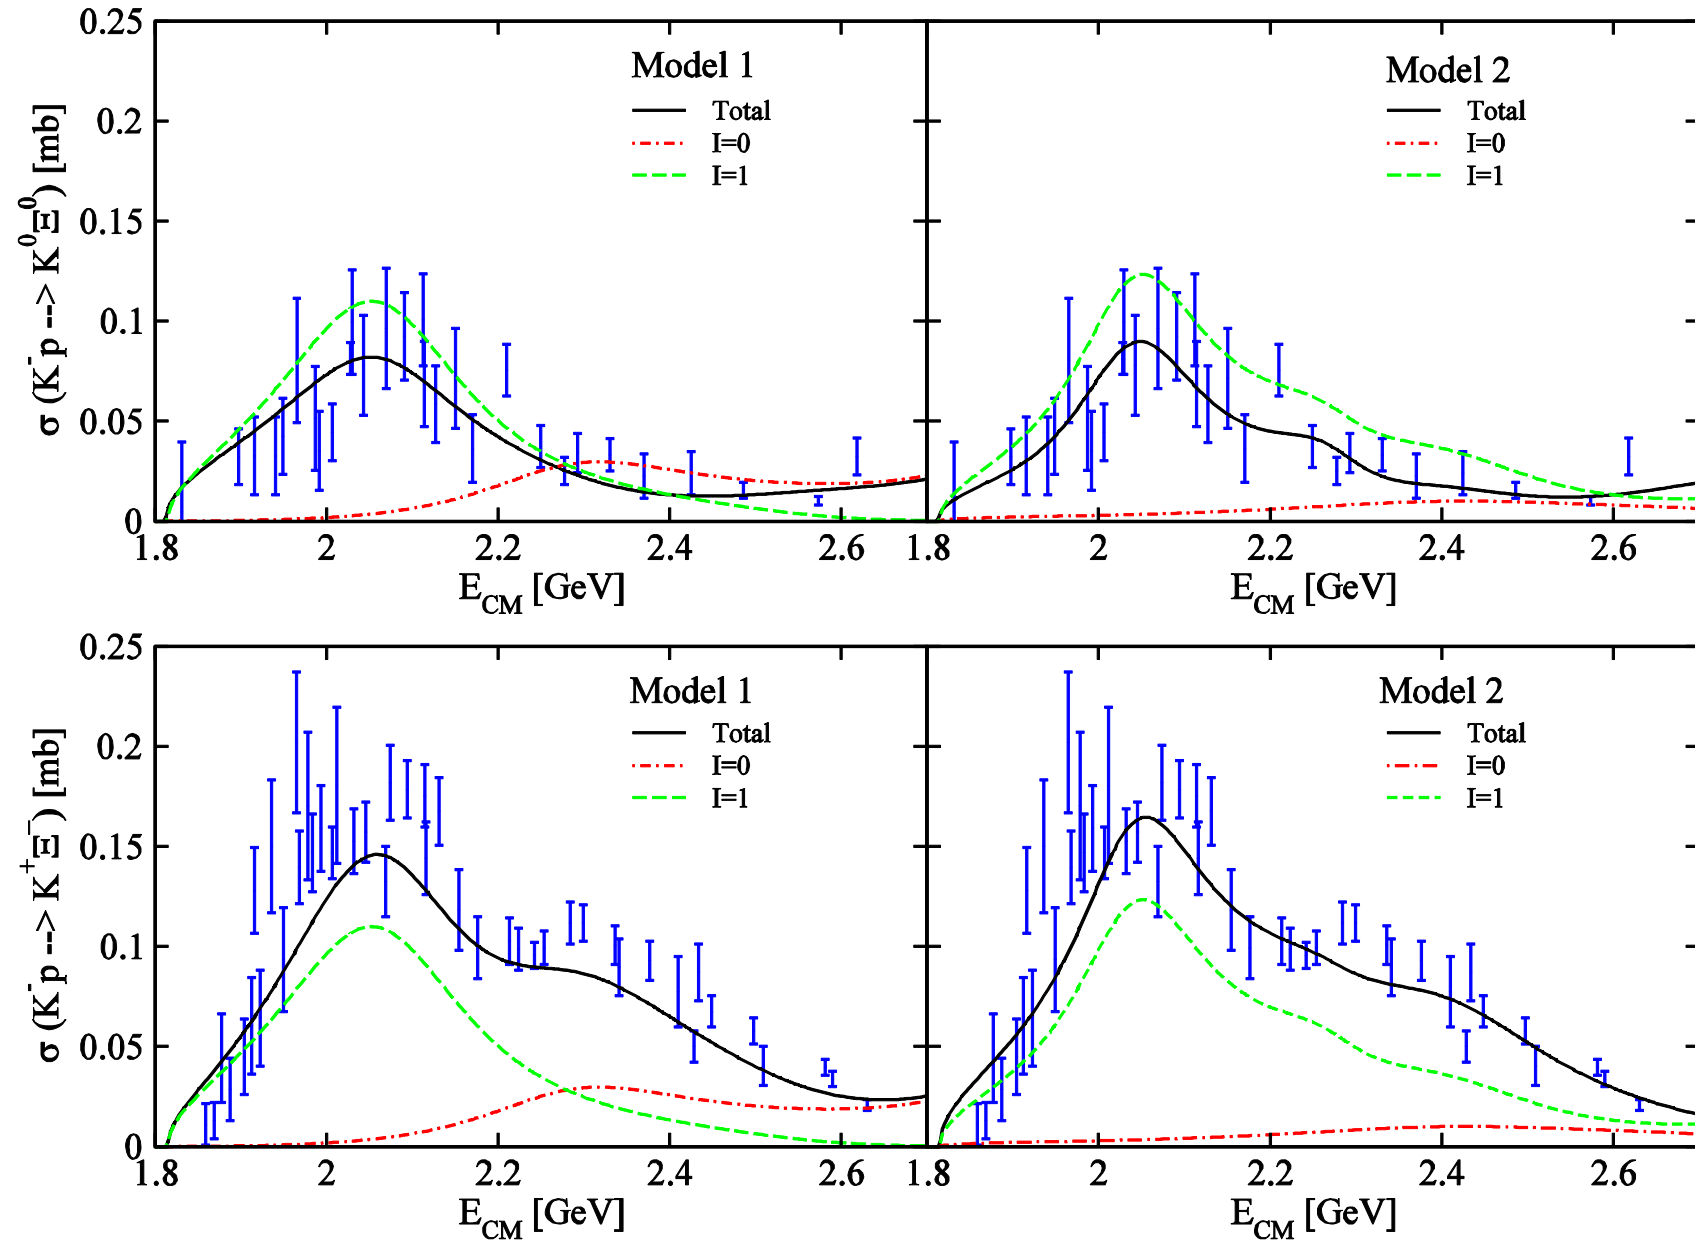 0.25
0.2
0.15
0.1
0.05
0
σ (K⁻p --> K⁰Ξ⁰) [mb]
Model 1
Total
I=0
I=1
1.8
2
2.2
2.4
2.6
E_CM [GeV]
Model 2
Total
I=0
I=1
1.8
2
2.2
2.4
2.6
E_CM [GeV]
0.25
0.2
0.15
0.1
0.05
0
σ (K⁻p --> K⁺Ξ⁻) [mb]
Model 1
Total
I=0
I=1
1.8
2
2.2
2.4
2.6
E_CM [GeV]
Model 2
Total
I=0
I=1
1.8
2
2.2
2.4
2.6
E_CM [GeV]